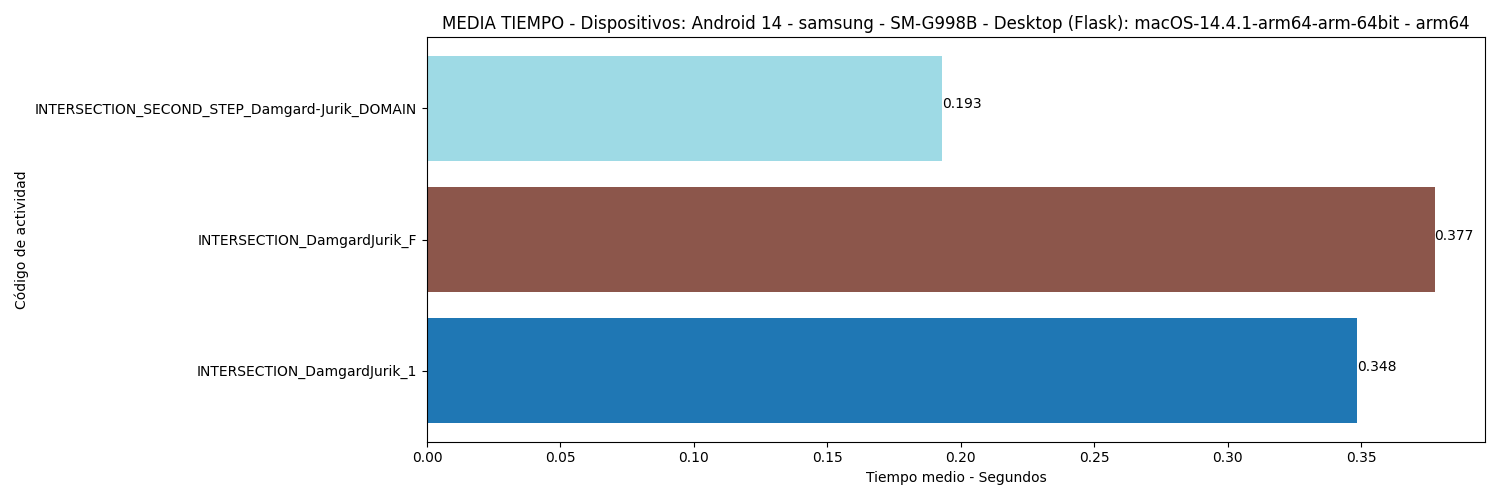 MEDIA TIEMPO - Dispositivos: Android 14 - samsung - SM-G998B - Desktop (Flask): macOS-14.4.1-arm64-arm-64bit - arm64
Código de actividad
INTERSECTION_SECOND_STEP_Damgard-Jurik_DOMAIN
0.193
INTERSECTION_DamgardJurik_F
0.377
INTERSECTION_DamgardJurik_1
0.348
0.00 0.05 0.10 0.15 0.20 0.25 0.30 0.35
Tiempo medio - Segundos